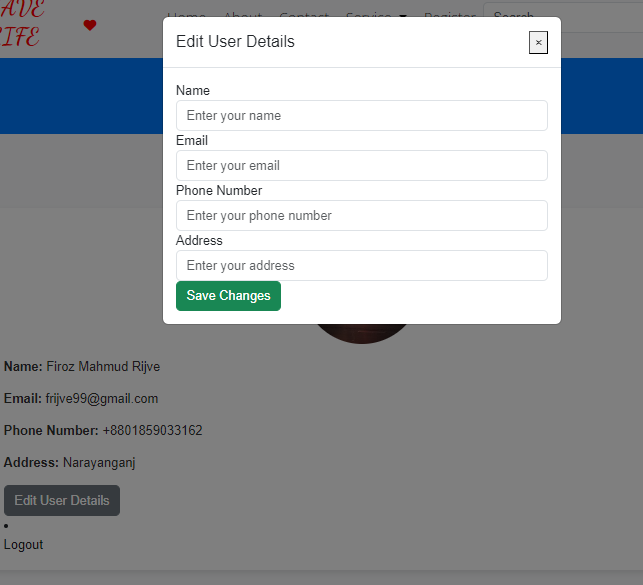 AVE
LIFE
Home About Contact Service Register Search
Edit User Details
×
Name
Enter your name
Email
Enter your email
Phone Number
Enter your phone number
Address
Enter your address
Save Changes
Name: Firoz Mahmud Rijve
Email: frijve99@gmail.com
Phone Number: +8801859033162
Address: Narayanganj
Edit User Details
Logout